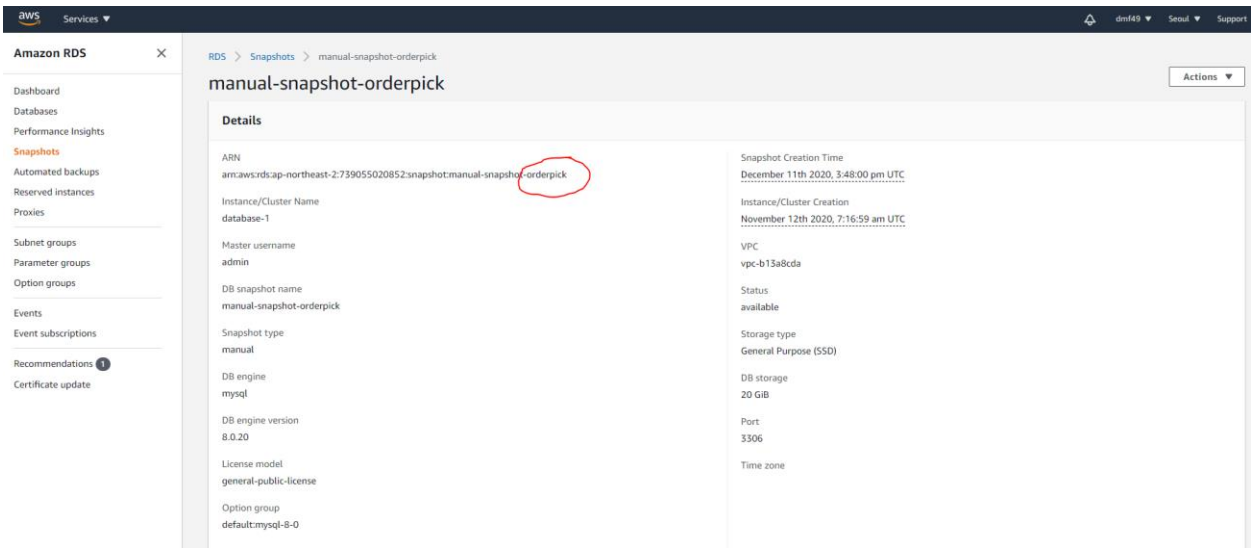 aws Services ▼ dmf49 ▼ Seoul ▼ Support
Amazon RDS ×
Dashboard
Databases
Performance Insights
Snapshots
Automated backups
Reserved instances
Proxies
Subnet groups
Parameter groups
Option groups
Events
Event subscriptions
Recommendations 1
Certificate update
RDS > Snapshots > manual-snapshot-orderpick
manual-snapshot-orderpick
Actions ▼
Details
ARN
arn:aws:rds:ap-northeast-2:739055020852:snapshot:manual-snapshot-orderpick
Instance/Cluster Name
database-1
Master username
admin
DB snapshot name
manual-snapshot-orderpick
Snapshot type
manual
DB engine
mysql
DB engine version
8.0.20
License model
general-public-license
Option group
default:mysql-8-0
Snapshot Creation Time
December 11th 2020, 3:48:00 pm UTC
Instance/Cluster Creation
November 12th 2020, 7:16:59 am UTC
VPC
vpc-b13a8cda
Status
available
Storage type
General Purpose (SSD)
DB storage
20 GiB
Port
3306
Time zone